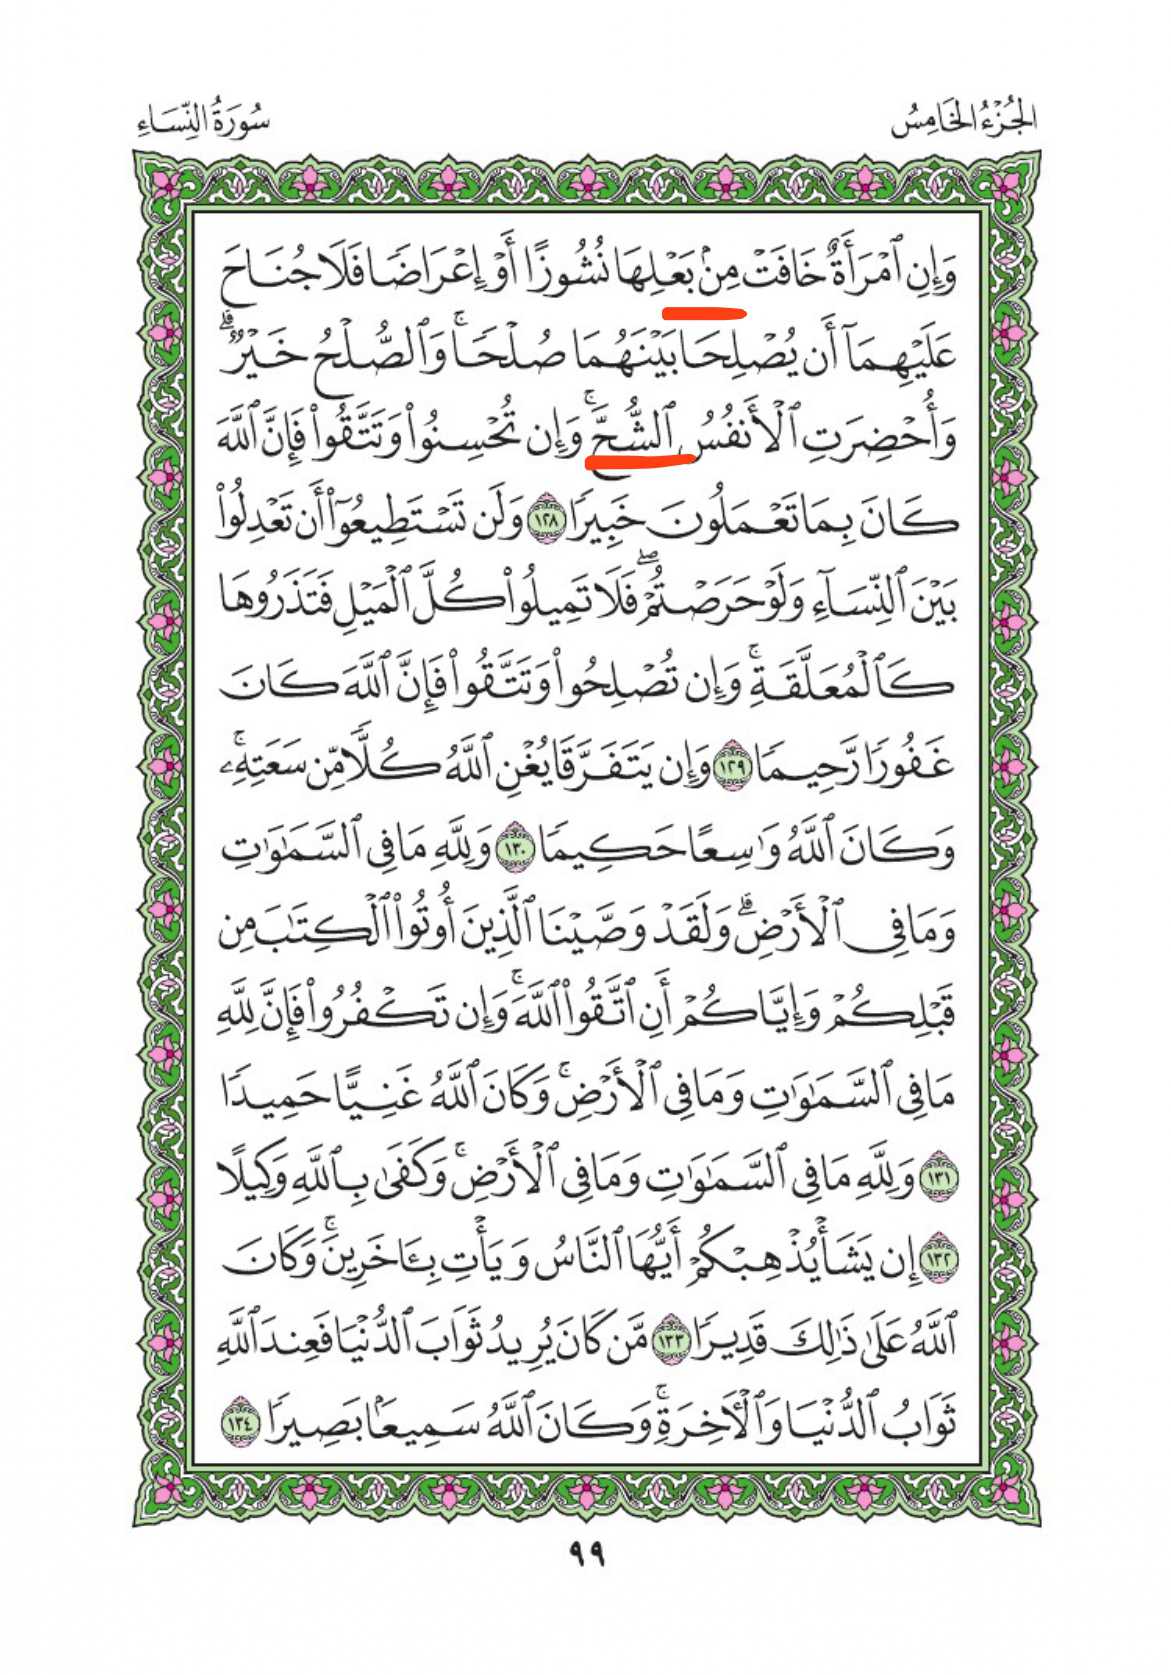 الجُزْءُ الخَامِسُ
سُورَةُ النِّسَاءِ
وَإِنِ ٱمْرَأَةٌ خَافَتْ مِنۢ بَعْلِهَا نُشُوزًا أَوْ إِعْرَاضًا فَلَا جُنَاحَ
عَلَيْهِمَآ أَن يُصْلِحَا بَيْنَهُمَا صُلْحًاۚ وَٱلصُّلْحُ خَيْرٌۗ
وَأُحْضِرَتِ ٱلْأَنفُسُ ٱلشُّحَّۚ وَإِن تُحْسِنُوا۟ وَتَتَّقُوا۟ فَإِنَّ ٱللَّهَ
كَانَ بِمَا تَعْمَلُونَ خَبِيرًا ١٢٨ وَلَن تَسْتَطِيعُوٓا۟ أَن تَعْدِلُوا۟
بَيْنَ ٱلنِّسَآءِ وَلَوْ حَرَصْتُمْۖ فَلَا تَمِيلُوا۟ كُلَّ ٱلْمَيْلِ فَتَذَرُوهَا
كَٱلْمُعَلَّقَةِۚ وَإِن تُصْلِحُوا۟ وَتَتَّقُوا۟ فَإِنَّ ٱللَّهَ كَانَ
غَفُورًا رَّحِيمًا ١٢٩ وَإِن يَتَفَرَّقَا يُغْنِ ٱللَّهُ كُلًّا مِّن سَعَتِهِۦۚ
وَكَانَ ٱللَّهُ وَٰسِعًا حَكِيمًا ١٣٠ وَلِلَّهِ مَا فِى ٱلسَّمَٰوَٰتِ
وَمَا فِى ٱلْأَرْضِۗ وَلَقَدْ وَصَّيْنَا ٱلَّذِينَ أُوتُوا۟ ٱلْكِتَٰبَ مِن
قَبْلِكُمْ وَإِيَّاكُمْ أَنِ ٱتَّقُوا۟ ٱللَّهَۚ وَإِن تَكْفُرُوا۟ فَإِنَّ لِلَّهِ
مَا فِى ٱلسَّمَٰوَٰتِ وَمَا فِى ٱلْأَرْضِۚ وَكَانَ ٱللَّهُ غَنِيًّا حَمِيدًا
١٣١ وَلِلَّهِ مَا فِى ٱلسَّمَٰوَٰتِ وَمَا فِى ٱلْأَرْضِۚ وَكَفَىٰ بِٱللَّهِ وَكِيلًا
١٣٢ إِن يَشَأْ يُذْهِبْكُمْ أَيُّهَا ٱلنَّاسُ وَيَأْتِ بِـَٔاخَرِينَۚ وَكَانَ
ٱللَّهُ عَلَىٰ ذَٰلِكَ قَدِيرًا ١٣٣ مَّن كَانَ يُرِيدُ ثَوَابَ ٱلدُّنْيَا فَعِندَ ٱللَّهِ
ثَوَابُ ٱلدُّنْيَا وَٱلْـَٔاخِرَةِۚ وَكَانَ ٱللَّهُ سَمِيعًۢا بَصِيرًا ١٣٤
٩٩